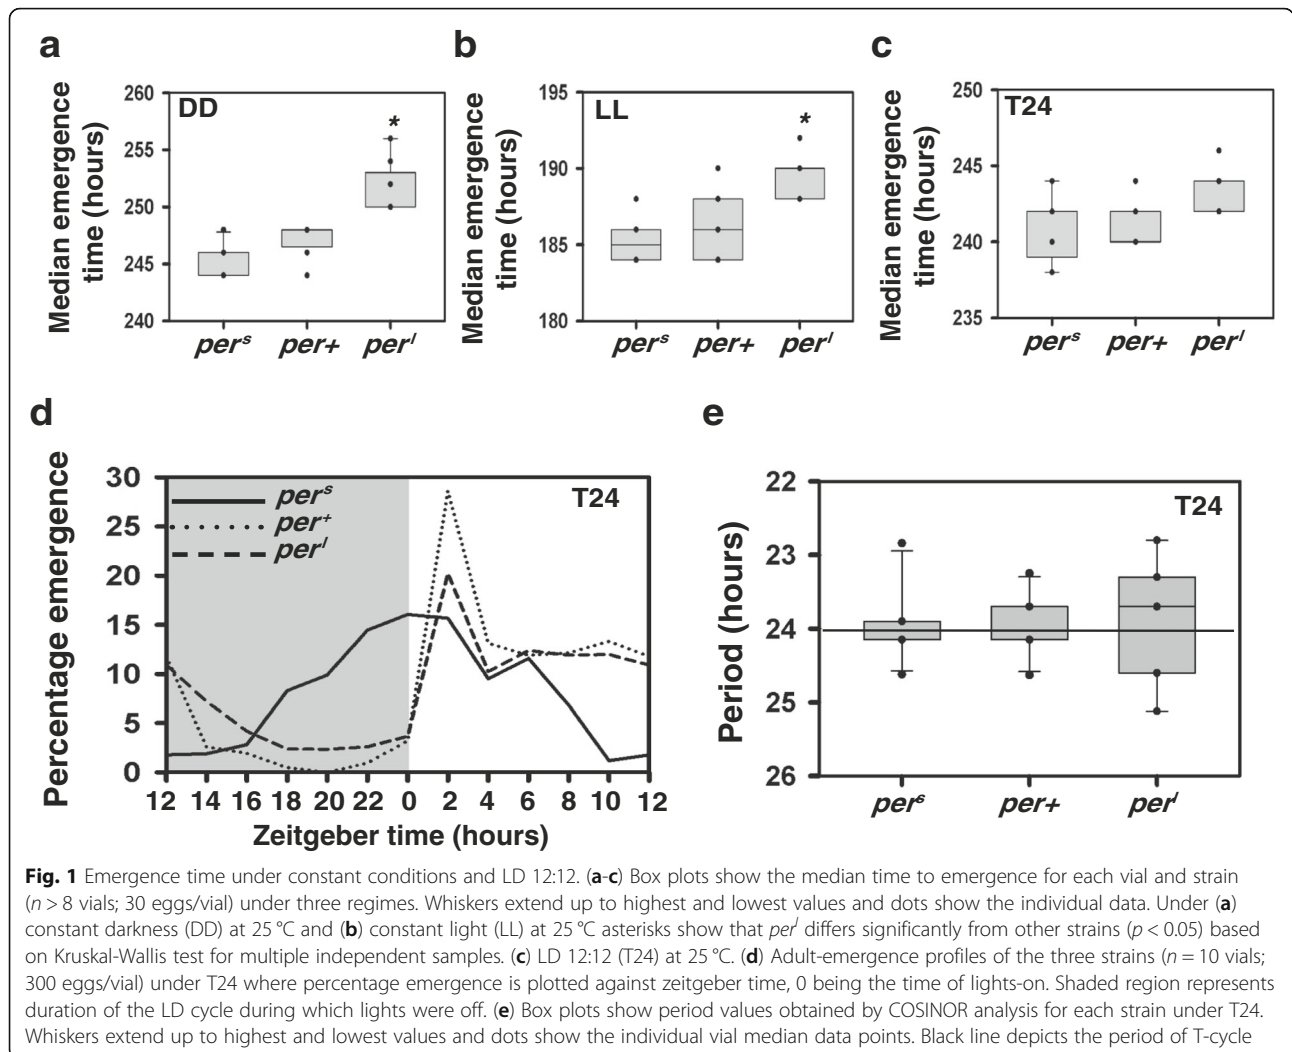 a
Median emergence
time (hours)
260
255
250
245
240
DD
*
per^s
per+
per^l
b
Median emergence
time (hours)
195
190
185
180
LL
*
per^s
per+
per^l
c
Median emergence
time (hours)
250
245
240
235
T24
per^s
per+
per^l
d
Percentage emergence
30
25
20
15
10
5
0
per^s
per^+
per^l
T24
12 14 16 18 20 22 0 2 4 6 8 10 12
Zeitgeber time (hours)
e
Period (hours)
22
23
24
25
26
T24
per^s
per+
per^l
Fig. 1 Emergence time under constant conditions and LD 12:12. (a-c) Box plots show the median time to emergence for each vial and strain
(n > 8 vials; 30 eggs/vial) under three regimes. Whiskers extend up to highest and lowest values and dots show the individual data. Under (a)
constant darkness (DD) at 25 °C and (b) constant light (LL) at 25 °C asterisks show that per^l differs significantly from other strains (p < 0.05) based
on Kruskal-Wallis test for multiple independent samples. (c) LD 12:12 (T24) at 25 °C. (d) Adult-emergence profiles of the three strains (n = 10 vials;
300 eggs/vial) under T24 where percentage emergence is plotted against zeitgeber time, 0 being the time of lights-on. Shaded region represents
duration of the LD cycle during which lights were off. (e) Box plots show period values obtained by COSINOR analysis for each strain under T24.
Whiskers extend up to highest and lowest values and dots show the individual vial median data points. Black line depicts the period of T-cycle